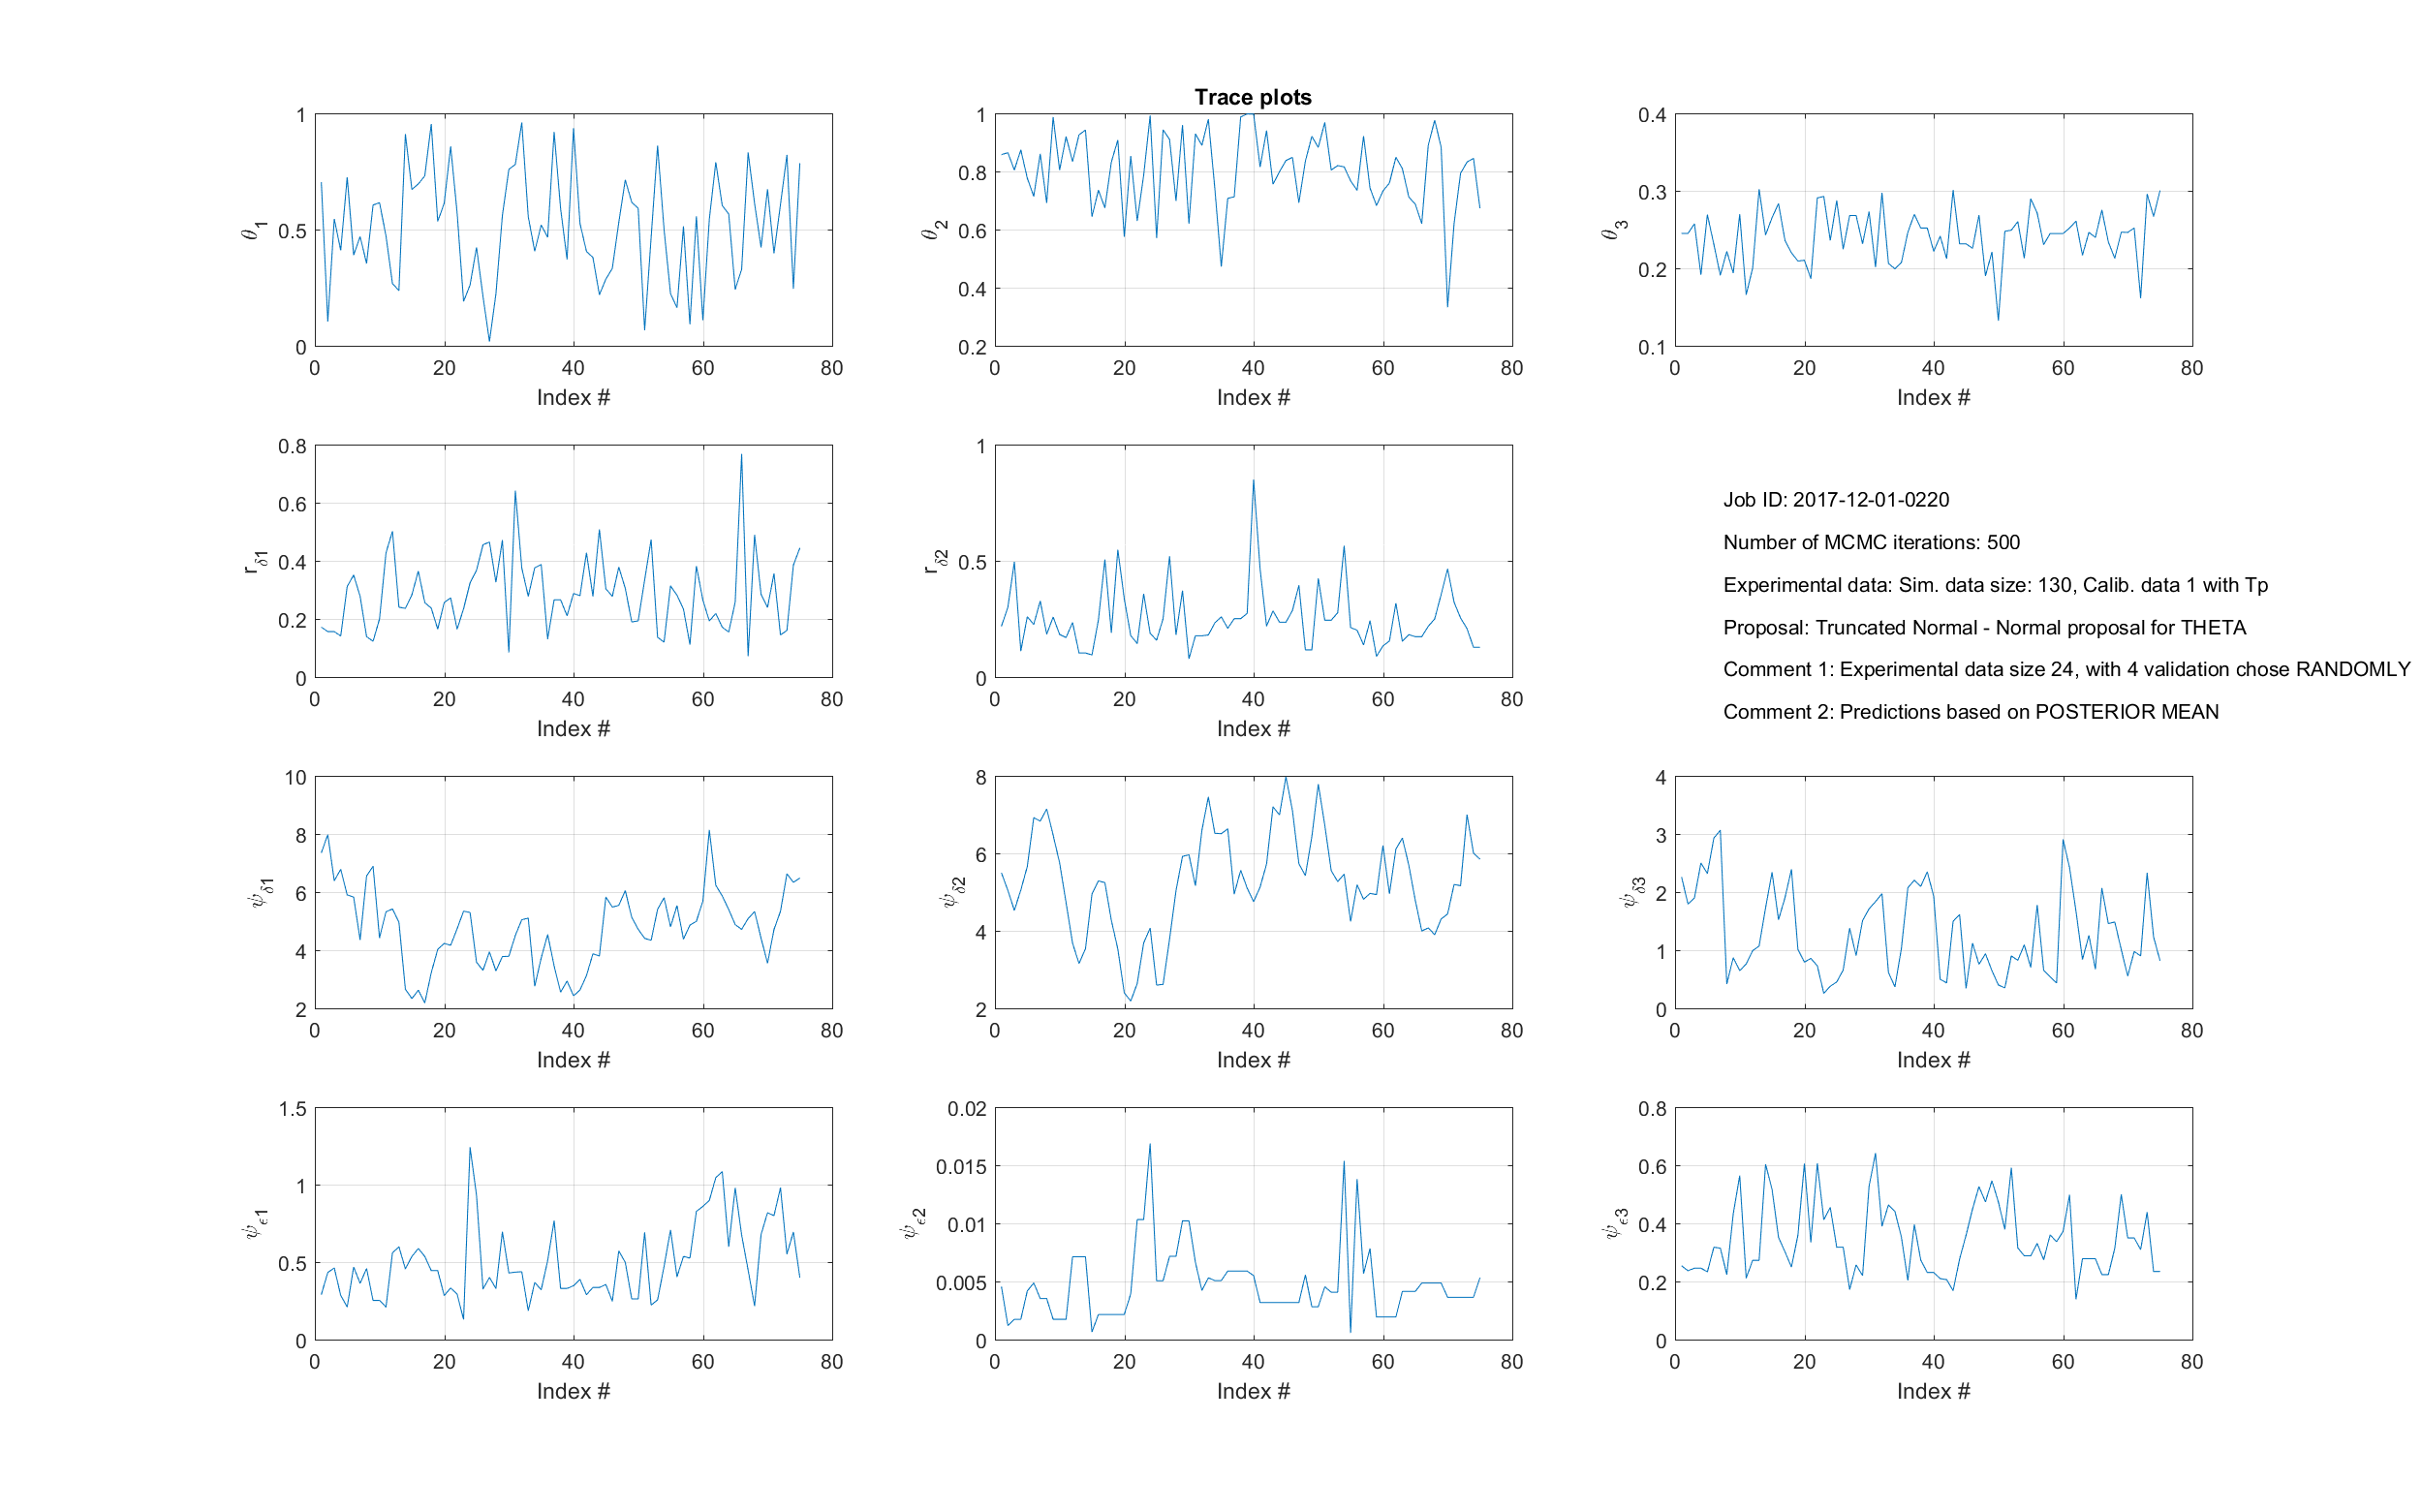 Trace plots
1
0.5
0
0 20 40 60 80
θ1
Index #
1
0.8
0.6
0.4
0.2
0 20 40 60 80
θ2
Index #
0.4
0.3
0.2
0.1
0 20 40 60 80
θ3
Index #
0.8
0.6
0.4
0.2
0
0 20 40 60 80
rδ1
Index #
1
0.5
0
0 20 40 60 80
rδ2
Index #
Job ID: 2017-12-01-0220
Number of MCMC iterations: 500
Experimental data: Sim. data size: 130, Calib. data 1 with Tp
Proposal: Truncated Normal - Normal proposal for THETA
Comment 1: Experimental data size 24, with 4 validation chose RANDOMLY
Comment 2: Predictions based on POSTERIOR MEAN
10
8
6
4
2
0 20 40 60 80
ψδ1
Index #
8
6
4
2
0 20 40 60 80
ψδ2
Index #
4
3
2
1
0
0 20 40 60 80
ψδ3
Index #
1.5
1
0.5
0
0 20 40 60 80
ψϵ1
Index #
0.02
0.015
0.01
0.005
0
0 20 40 60 80
ψϵ2
Index #
0.8
0.6
0.4
0.2
0
0 20 40 60 80
ψϵ3
Index #